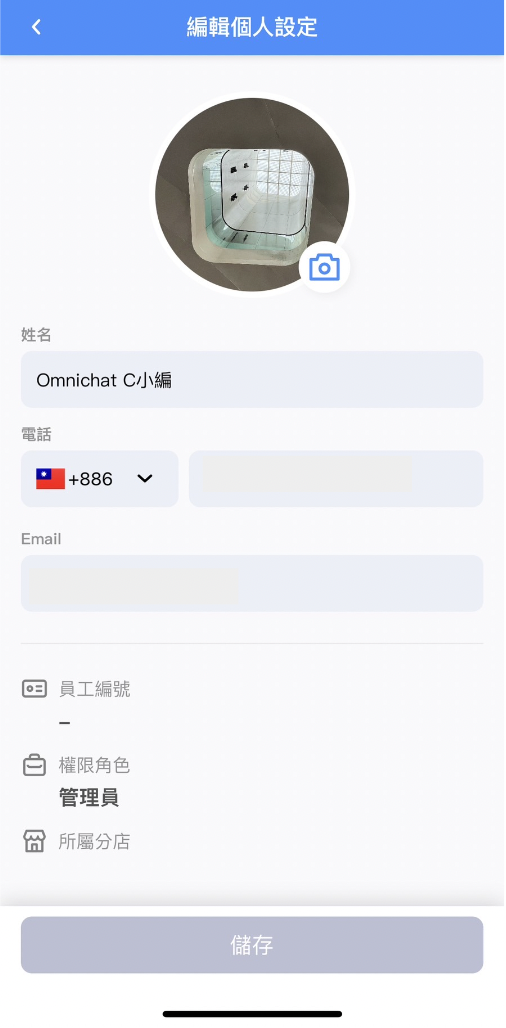 編輯個人設定
姓名
Omnichat C小編
電話
+886
Email
員工編號
–
權限角色
管理員
所屬分店
儲存